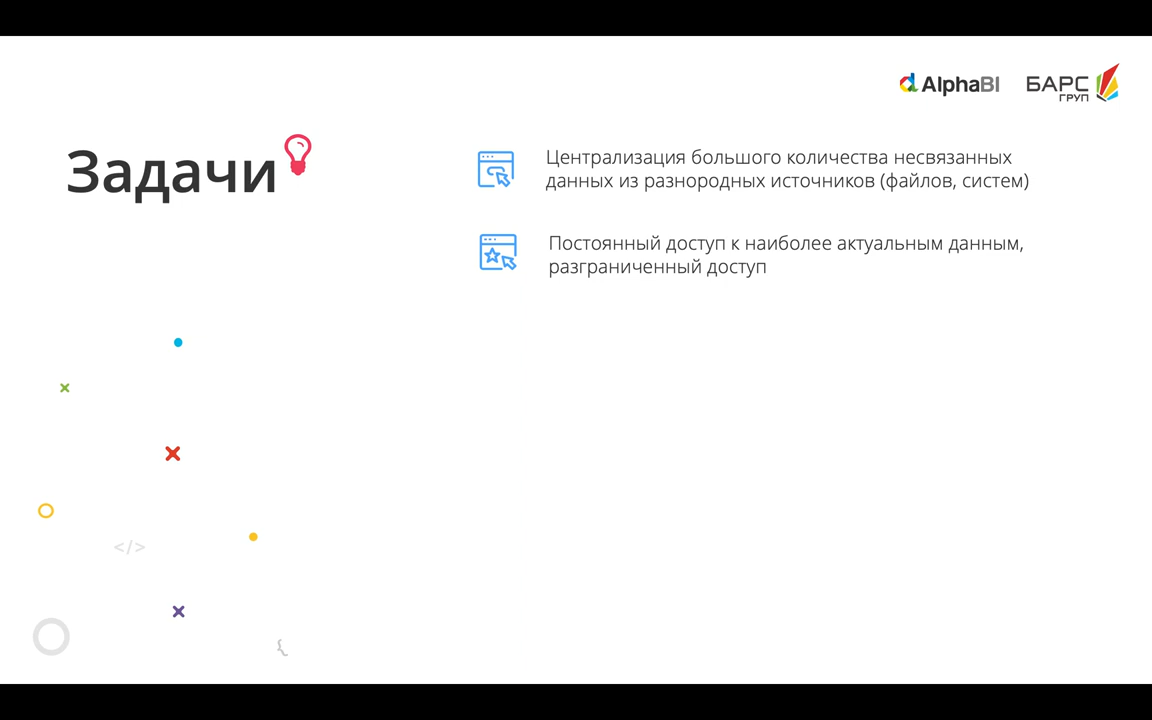 AlphaBI
БАРС
ГРУП
Задачи
Централизация большого количества несвязанных
данных из разнородных источников (файлов, систем)
Постоянный доступ к наиболее актуальным данным,
разграниченный доступ
</>